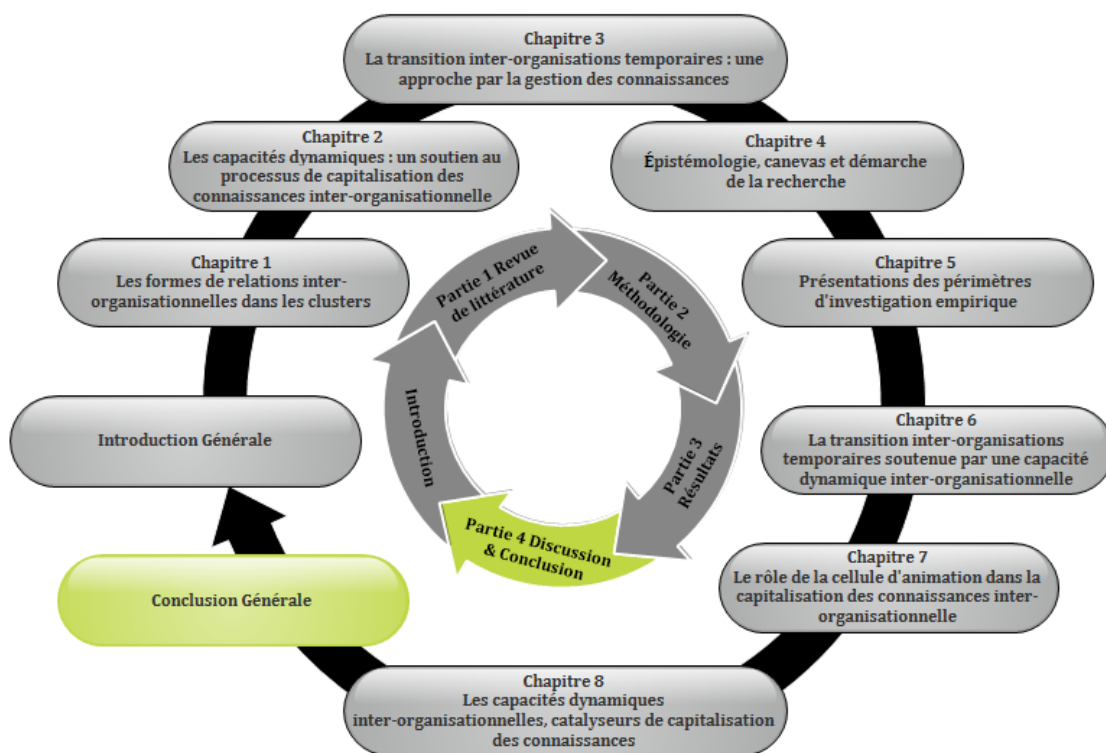 Chapitre 3
La transition inter-organisations temporaires : une
approche par la gestion des connaissances
Chapitre 2
Les capacités dynamiques : un soutien au
processus de capitalisation des
connaissances inter-organisationnelle
Chapitre 4
Épistémologie, canevas et démarche
de la recherche
Chapitre 1
Les formes de relations inter-
organisationnelles dans les clusters
Chapitre 5
Présentations des périmètres
d'investigation empirique
Introduction Générale
Chapitre 6
La transition inter-organisations
temporaires soutenue par une capacité
dynamique inter-organisationnelle
Conclusion Générale
Chapitre 7
Le rôle de la cellule d'animation dans la
capitalisation des connaissances inter-
organisationnelle
Chapitre 8
Les capacités dynamiques
inter-organisationnelles, catalyseurs de capitalisation
des connaissances
Introduction
Partie 1 Revue
de littérature
Partie 2
Méthodologie
Partie 3
Résultats
Partie 4 Discussion
& Conclusion